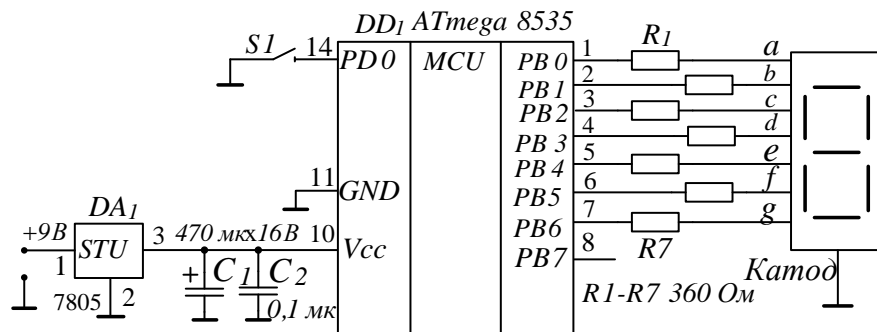 DD1 ATmega 8535
S1 14 PD0 MCU PB0 1 R1 a
PB1 2 b
PB2 3 c
PB3 4 d
PB4 5 e
11 GND PB5 6 f
PB6 7 g
DA1
+9В STU 3 470 мкх16В 10 Vcc PB7 8 R7
1 + C1 C2 Катод
7805 2 0,1 мк R1-R7 360 Ом